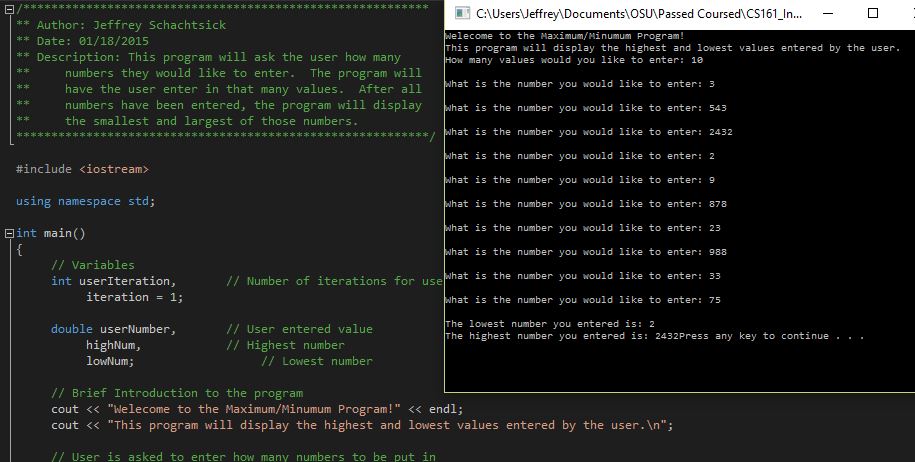 /**********************************************************
** Author: Jeffrey Schachtsick
** Date: 01/18/2015
** Description: This program will ask the user how many
** numbers they would like to enter. The program will
** have the user enter in that many values. After all
** numbers have been entered, the program will display
** the smallest and largest of those numbers.
***********************************************************/
#include <iostream>
using namespace std;
int main()
{
// Variables
int userIteration, // Number of iterations for use
iteration = 1;
double userNumber, // User entered value
highNum, // Highest number
lowNum; // Lowest number
// Brief Introduction to the program
cout << "Welecome to the Maximum/Minumum Program!" << endl;
cout << "This program will display the highest and lowest values entered by the user.\n";
// User is asked to enter how many numbers to be put in
C:\Users\Jeffrey\Documents\OSU\Passed Coursed\CS161_In...
Welecome to the Maximum/Minumum Program!
This program will display the highest and lowest values entered by the user.
How many values would you like to enter: 10
What is the number you would like to enter: 3
What is the number you would like to enter: 543
What is the number you would like to enter: 2432
What is the number you would like to enter: 2
What is the number you would like to enter: 9
What is the number you would like to enter: 878
What is the number you would like to enter: 23
What is the number you would like to enter: 988
What is the number you would like to enter: 33
What is the number you would like to enter: 75
The lowest number you entered is: 2
The highest number you entered is: 2432Press any key to continue . . .